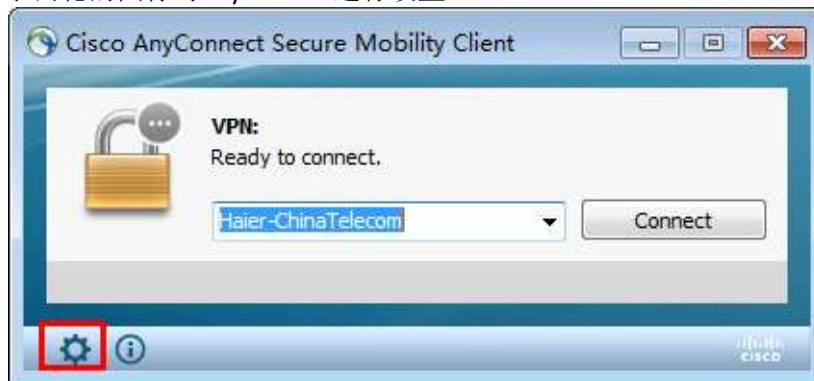 Cisco AnyConnect Secure Mobility Client
VPN:
Ready to connect.
Haier-ChinaTelecom
Connect
cisco